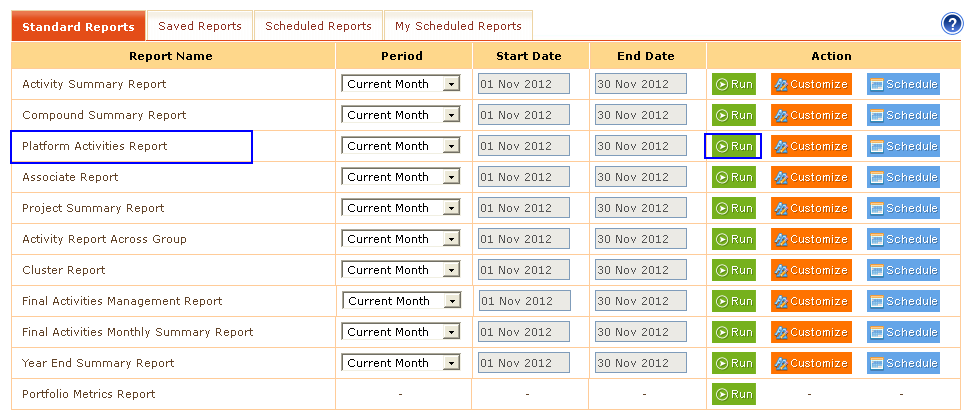 Standard Reports Saved Reports Scheduled Reports My Scheduled Reports ?
Report Name Period Start Date End Date Action
Activity Summary Report Current Month 01 Nov 2012 30 Nov 2012 Run Customize Schedule
Compound Summary Report Current Month 01 Nov 2012 30 Nov 2012 Run Customize Schedule
Platform Activities Report Current Month 01 Nov 2012 30 Nov 2012 Run Customize Schedule
Associate Report Current Month 01 Nov 2012 30 Nov 2012 Run Customize Schedule
Project Summary Report Current Month 01 Nov 2012 30 Nov 2012 Run Customize Schedule
Activity Report Across Group Current Month 01 Nov 2012 30 Nov 2012 Run Customize Schedule
Cluster Report Current Month 01 Nov 2012 30 Nov 2012 Run Customize Schedule
Final Activities Management Report Current Month 01 Nov 2012 30 Nov 2012 Run Customize Schedule
Final Activities Monthly Summary Report Current Month 01 Nov 2012 30 Nov 2012 Run Customize Schedule
Year End Summary Report Current Month 01 Nov 2012 30 Nov 2012 Run Customize Schedule
Portfolio Metrics Report - - - Run - -